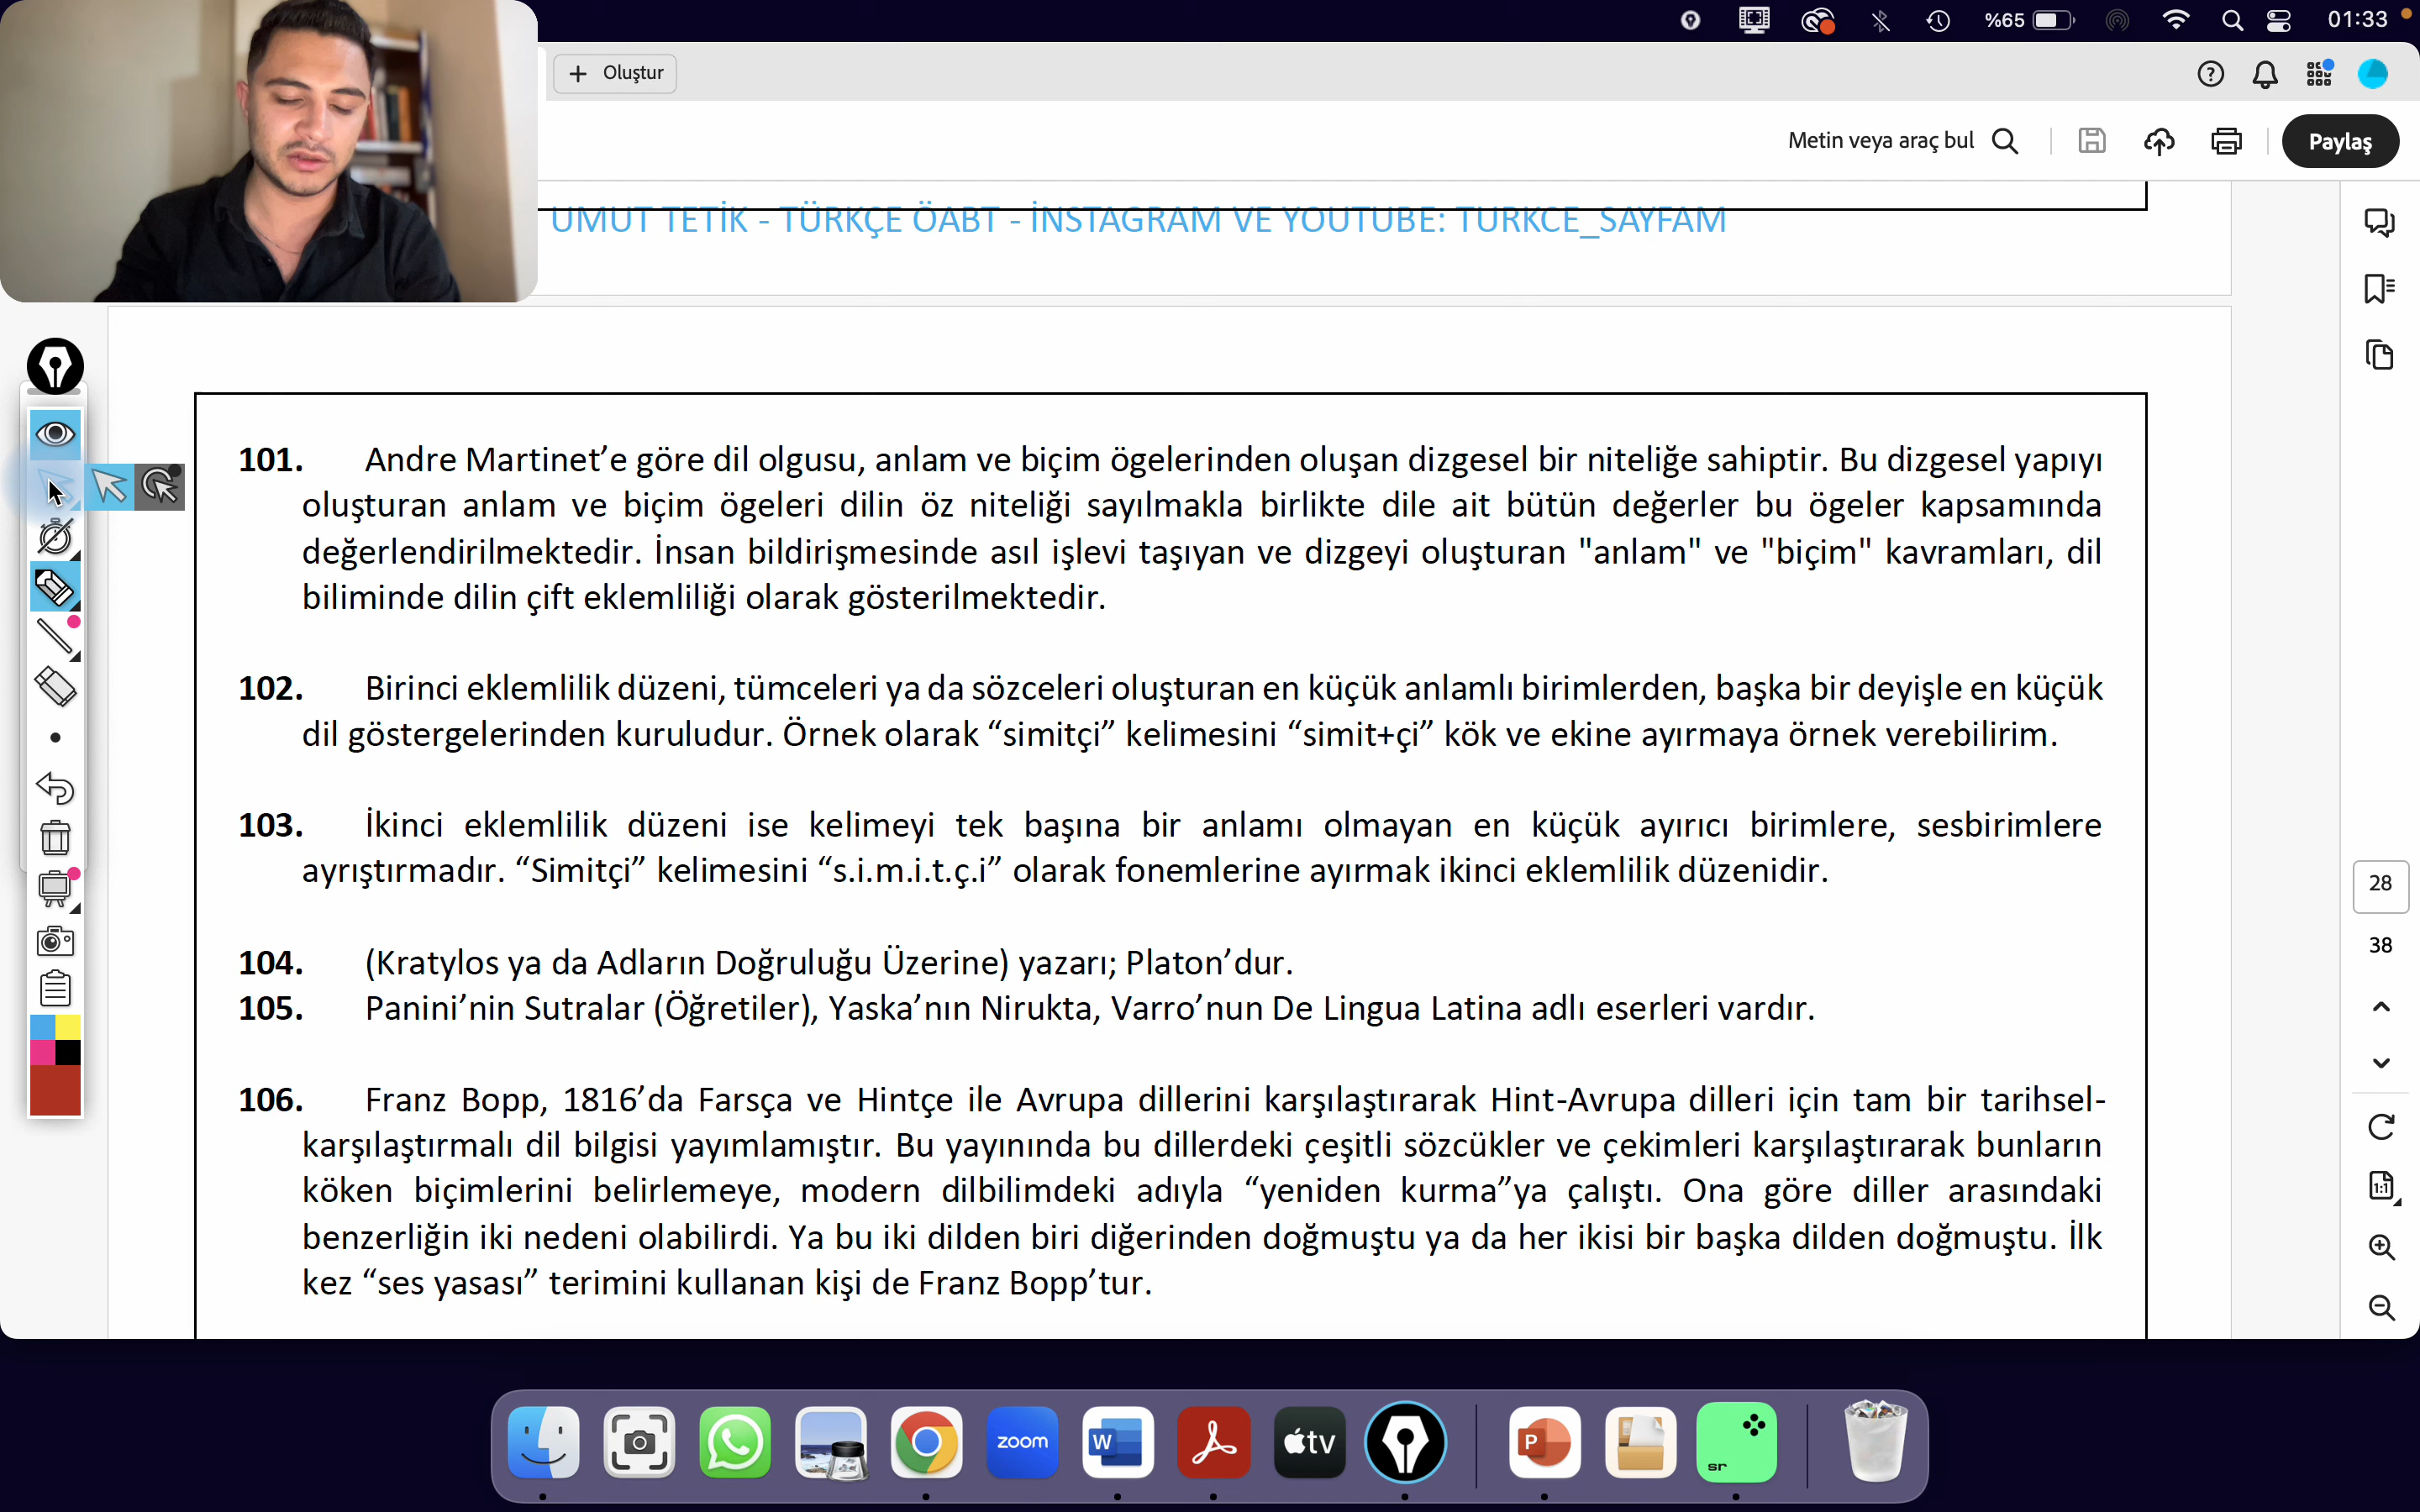 %65
01:33
+ Oluştur
Metin veya araç bul
Paylaş
UMUT TETİK - TÜRKÇE ÖABT - İNSTAGRAM VE YOUTUBE: TURKCE_SAYFAM
101. Andre Martinet’e göre dil olgusu, anlam ve biçim ögelerinden oluşan dizgesel bir niteliğe sahiptir. Bu dizgesel yapıyı
oluşturan anlam ve biçim ögeleri dilin öz niteliği sayılmakla birlikte dile ait bütün değerler bu ögeler kapsamında
değerlendirilmektedir. İnsan bildirişmesinde asıl işlevi taşıyan ve dizgeyi oluşturan "anlam" ve "biçim" kavramları, dil
biliminde dilin çift eklemliliği olarak gösterilmektedir.
102. Birinci eklemlilik düzeni, tümceleri ya da sözceleri oluşturan en küçük anlamlı birimlerden, başka bir deyişle en küçük
dil göstergelerinden kuruludur. Örnek olarak “simitçi” kelimesini “simit+çi” kök ve ekine ayırmaya örnek verebilirim.
103. İkinci eklemlilik düzeni ise kelimeyi tek başına bir anlamı olmayan en küçük ayırıcı birimlere, sesbirimlere
ayrıştırmadır. “Simitçi” kelimesini “s.i.m.i.t.ç.i” olarak fonemlerine ayırmak ikinci eklemlilik düzenidir.
104. (Kratylos ya da Adların Doğruluğu Üzerine) yazarı; Platon’dur.
105. Panini’nin Sutralar (Öğretiler), Yaska’nın Nirukta, Varro’nun De Lingua Latina adlı eserleri vardır.
106. Franz Bopp, 1816’da Farsça ve Hintçe ile Avrupa dillerini karşılaştırarak Hint-Avrupa dilleri için tam bir tarihsel-
karşılaştırmalı dil bilgisi yayımlamıştır. Bu yayınında bu dillerdeki çeşitli sözcükler ve çekimleri karşılaştırarak bunların
köken biçimlerini belirlemeye, modern dilbilimdeki adıyla “yeniden kurma”ya çalıştı. Ona göre diller arasındaki
benzerliğin iki nedeni olabilirdi. Ya bu iki dilden biri diğerinden doğmuştu ya da her ikisi bir başka dilden doğmuştu. İlk
kez “ses yasası” terimini kullanan kişi de Franz Bopp’tur.
28
38
1:1
zoom
W
tv
P
sr